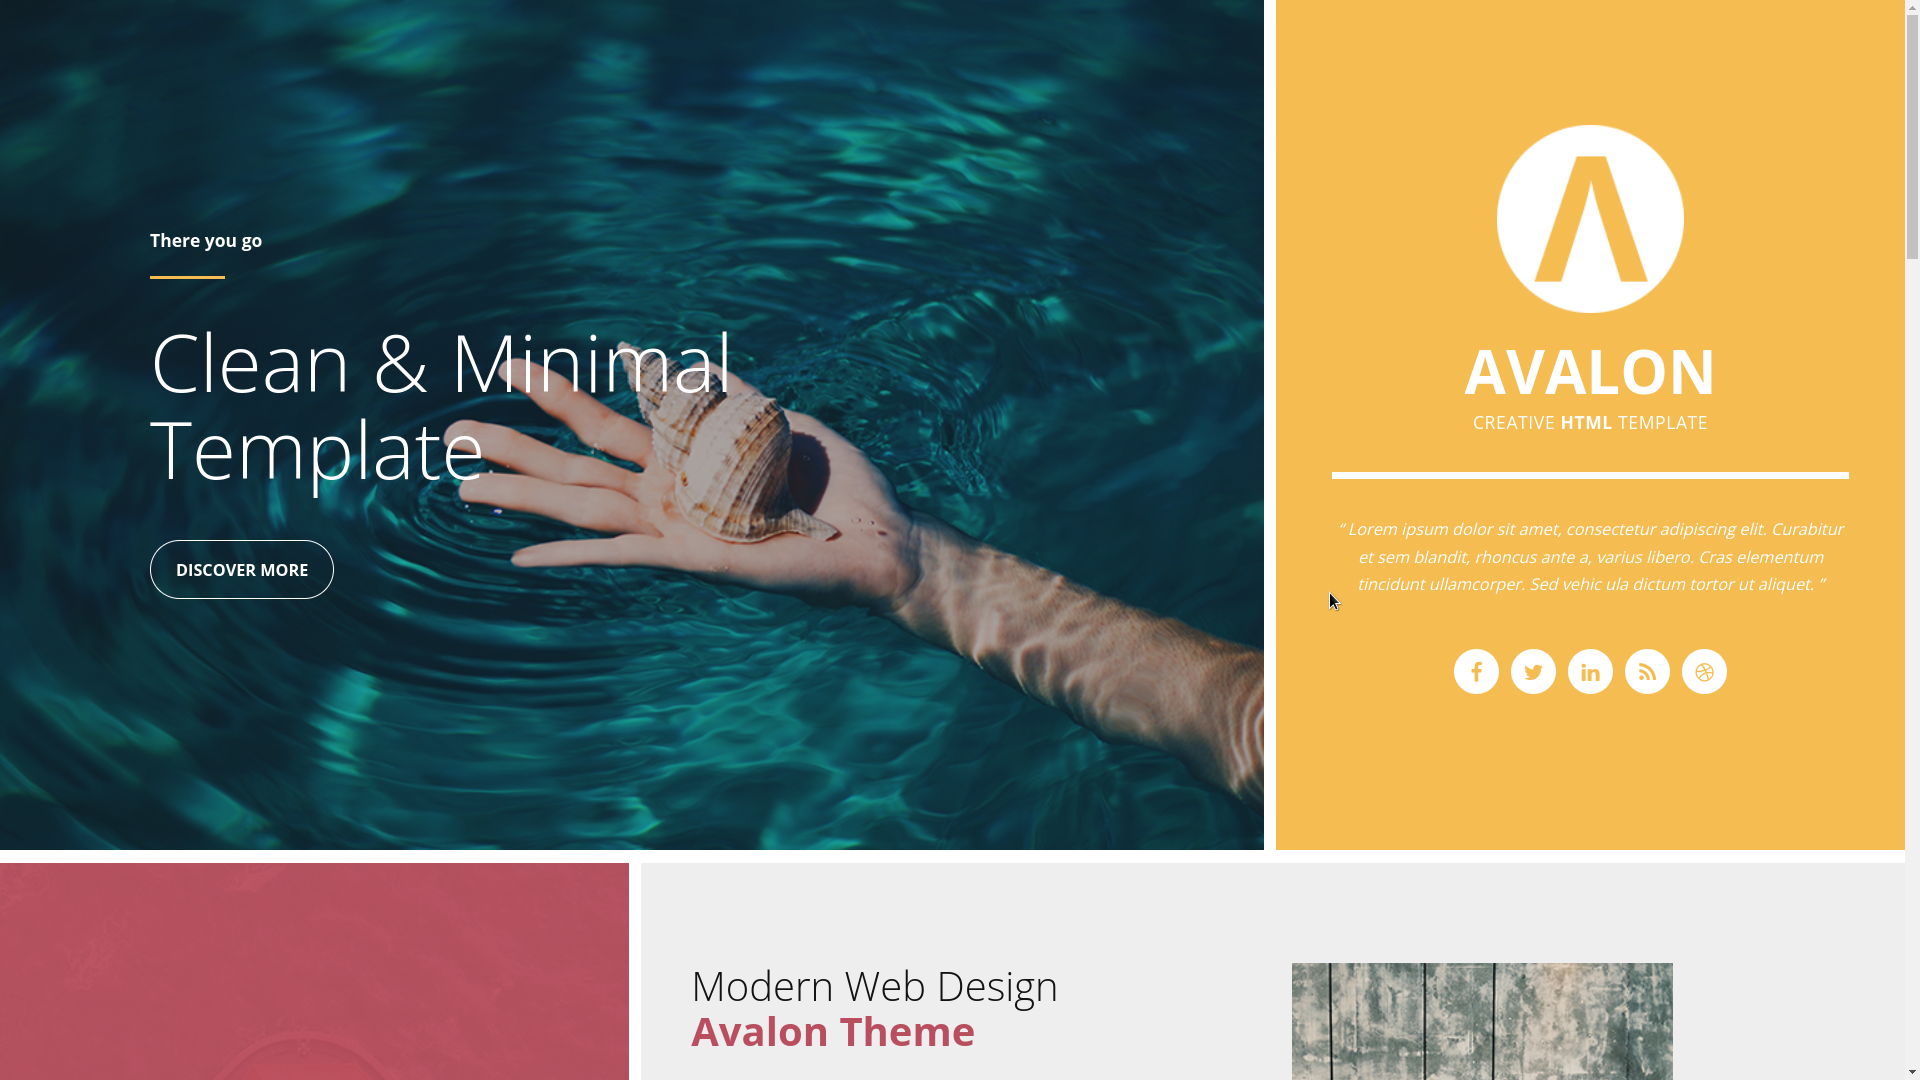 There you go
Clean & Minimal
Template
DISCOVER MORE
AVALON
CREATIVE HTML TEMPLATE
“ Lorem ipsum dolor sit amet, consectetur adipiscing elit. Curabitur
et sem blandit, rhoncus ante a, varius libero. Cras elementum
tincidunt ullamcorper. Sed vehic ula dictum tortor ut aliquet. ”
Modern Web Design
Avalon Theme